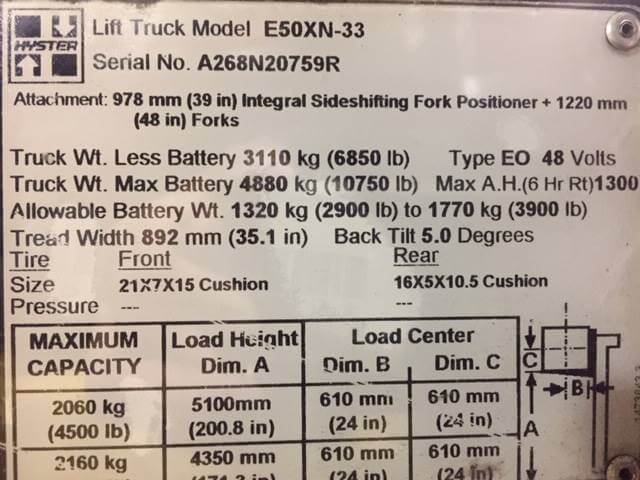 HYSTER
Lift Truck Model E50XN-33
Serial No. A268N20759R
Attachment: 978 mm (39 in) Integral Sideshifting Fork Positioner + 1220 mm
(48 in) Forks
Truck Wt. Less Battery 3110 kg (6850 lb) Type EO 48 Volts
Truck Wt. Max Battery 4880 kg (10750 lb) Max A.H.(6 Hr Rt)1300
Allowable Battery Wt. 1320 kg (2900 lb) to 1770 kg (3900 lb)
Tread Width 892 mm (35.1 in) Back Tilt 5.0 Degrees
Tire Front Rear
Size 21X7X15 Cushion 16X5X10.5 Cushion
Pressure --- ---
MAXIMUM Load Height Load Center
CAPACITY Dim. A Dim. B Dim. C
2060 kg 5100mm 610 mm 610 mm
(4500 lb) (200.8 in) (24 in) (24 in)
2160 kg 4350 mm 610 mm 610 mm
(24 in) (24 in)
C
B
A